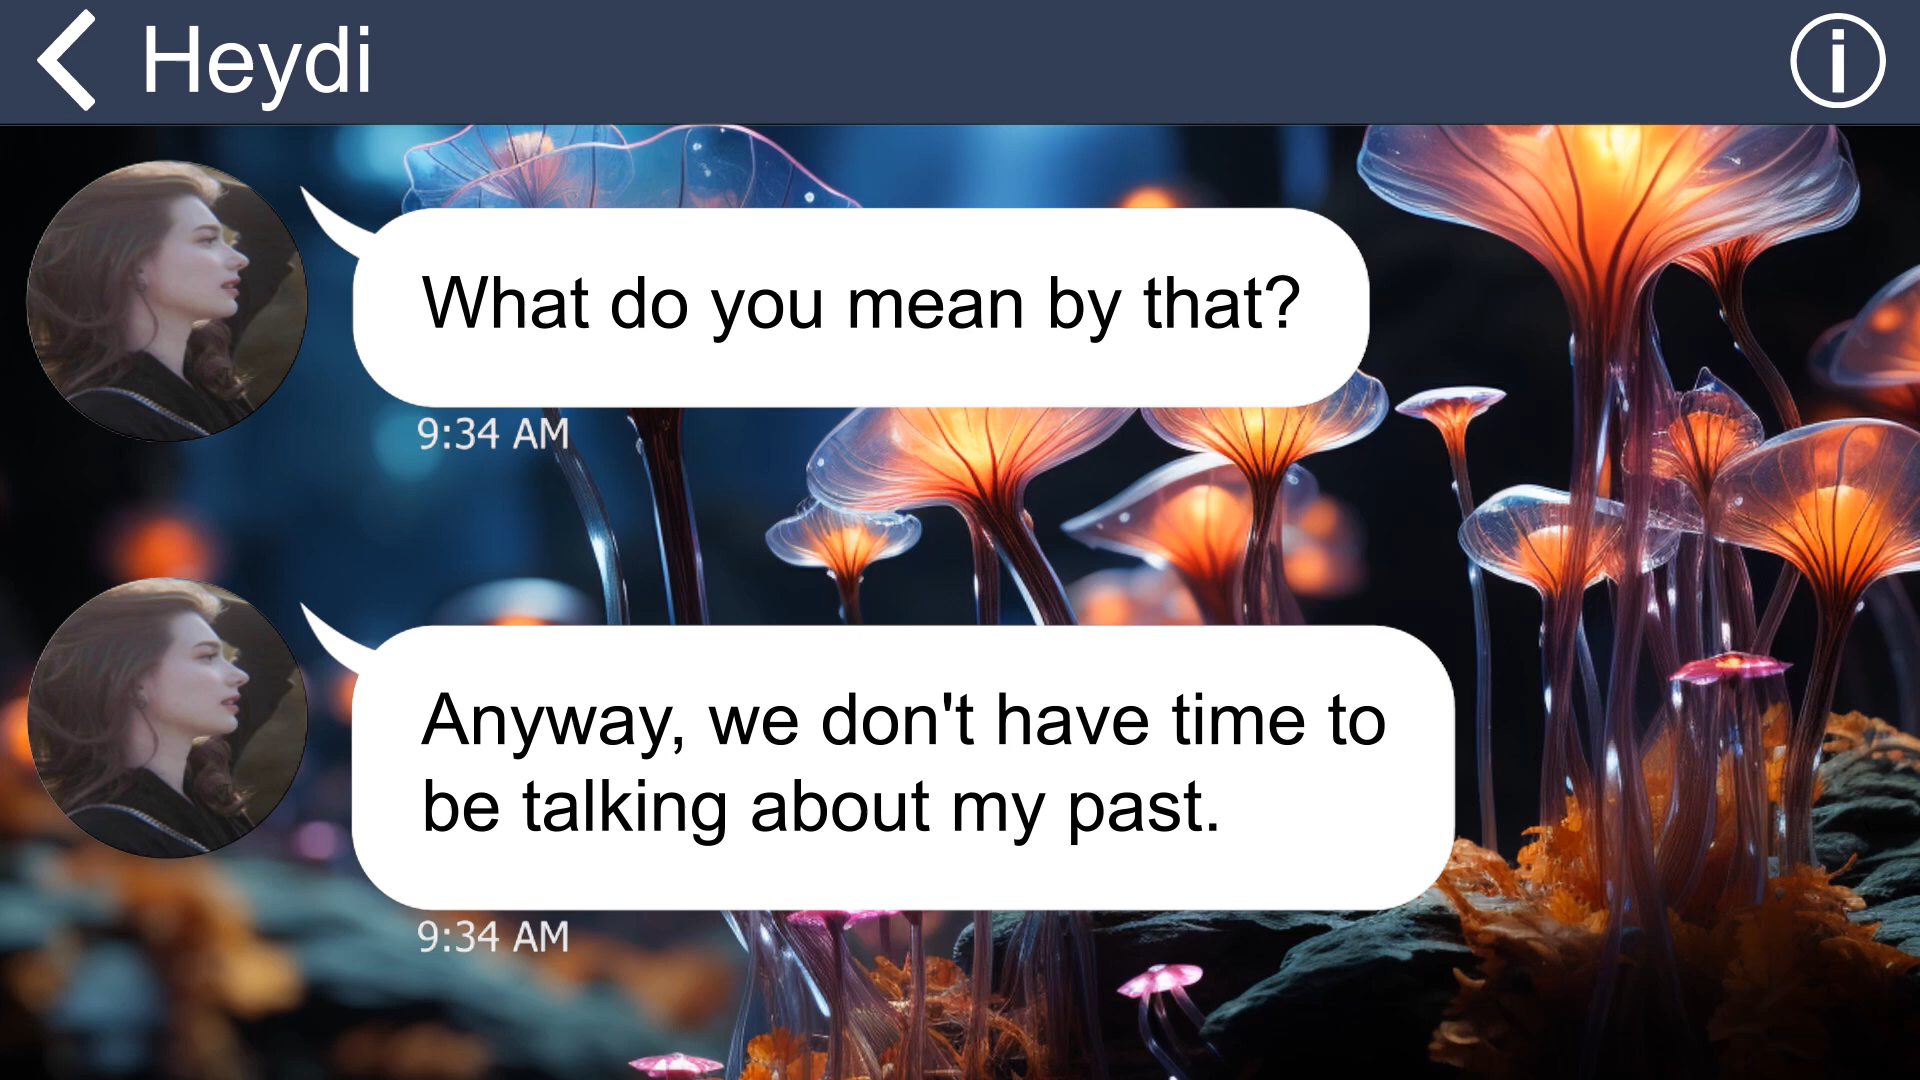 Heydi
What do you mean by that?
9:34 AM
Anyway, we don't have time to
be talking about my past.
9:34 AM